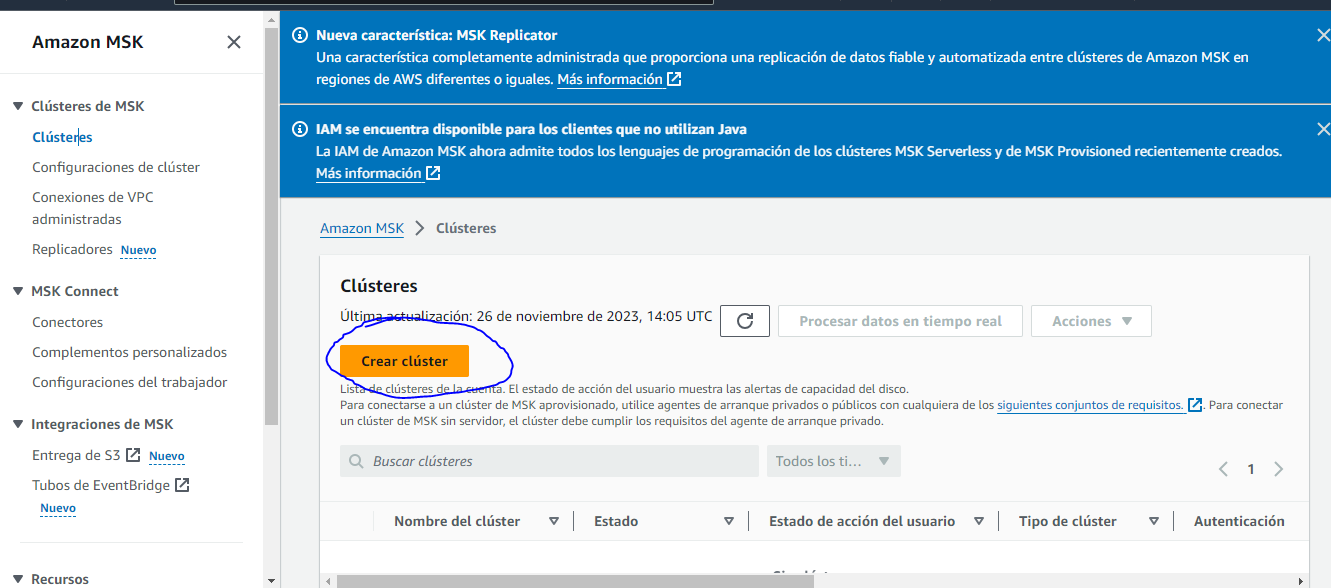 Amazon MSK
Clústeres de MSK
Clústeres
Configuraciones de clúster
Conexiones de VPC
administradas
Replicadores Nuevo
MSK Connect
Conectores
Complementos personalizados
Configuraciones del trabajador
Integraciones de MSK
Entrega de S3 Nuevo
Tubos de EventBridge
Nuevo
Recursos
Nueva característica: MSK Replicator
Una característica completamente administrada que proporciona una replicación de datos fiable y automatizada entre clústeres de Amazon MSK en
regiones de AWS diferentes o iguales. Más información
IAM se encuentra disponible para los clientes que no utilizan Java
La IAM de Amazon MSK ahora admite todos los lenguajes de programación de los clústeres MSK Serverless y de MSK Provisioned recientemente creados.
Más información
Amazon MSK > Clústeres
Clústeres
Última actualización: 26 de noviembre de 2023, 14:05 UTC
Procesar datos en tiempo real
Acciones
Crear clúster
Lista de clústeres de la cuenta. El estado de acción del usuario muestra las alertas de capacidad del disco.
Para conectarse a un clúster de MSK aprovisionado, utilice agentes de arranque privados o públicos con cualquiera de los siguientes conjuntos de requisitos. . Para conectar
un clúster de MSK sin servidor, el clúster debe cumplir los requisitos del agente de arranque privado.
Buscar clústeres
Todos los ti...
1
Nombre del clúster Estado Estado de acción del usuario Tipo de clúster Autenticación